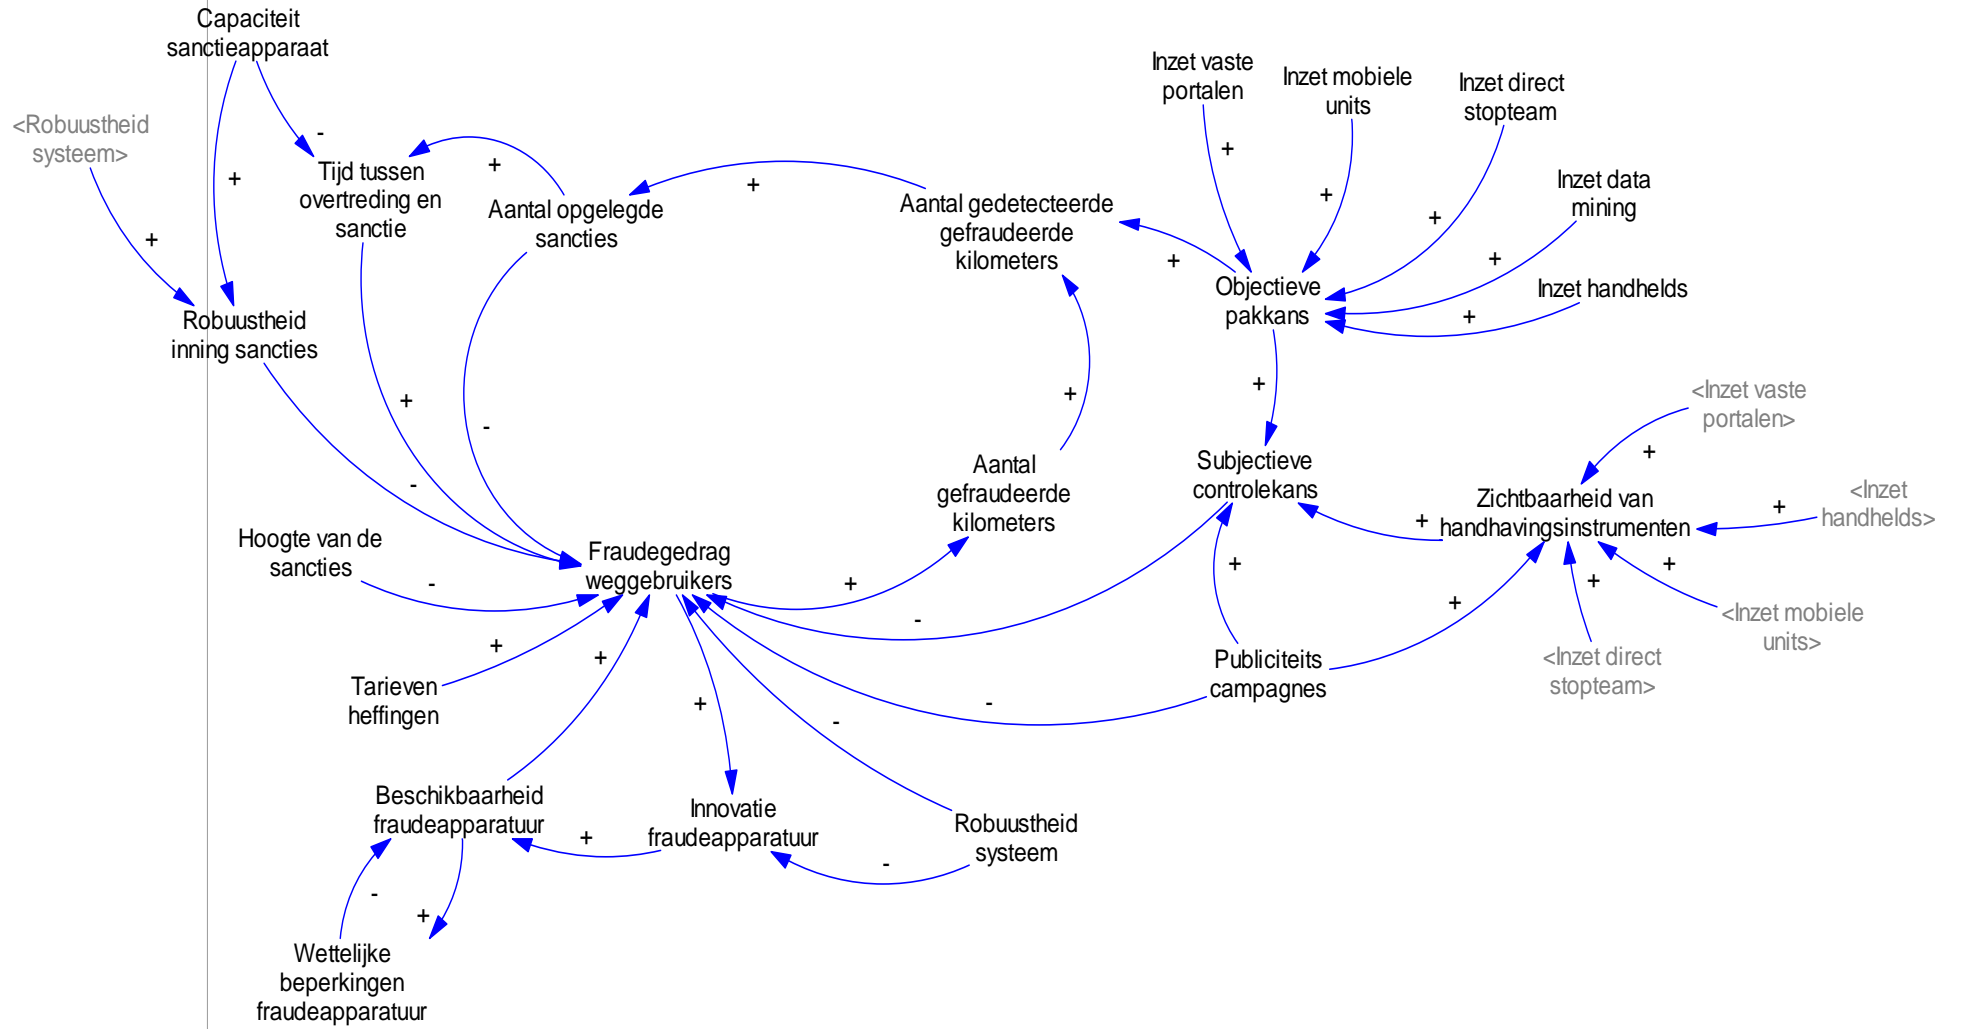 Capaciteit
sanctieapparaat
<Robuustheid
systeem>
-
+
+
Tijd tussen
overtreding en
sanctie
+
Aantal opgelegde
sancties
+
Aantal gedetecteerde
gefraudeerde
kilometers
Inzet vaste
portalen
Inzet mobiele
units
Inzet direct
stopteam
Inzet data
mining
Inzet handhelds
+
+
+
+
+
+
Objectieve
pakkans
Robuustheid
inning sancties
+
-
-
+
+
Subjectieve
controlekans
Aantal
gefraudeerde
kilometers
<Inzet vaste
portalen>
+
<Inzet
handhelds>
+
Zichtbaarheid van
handhavingsinstrumenten
+
+
+
<Inzet mobiele
units>
<Inzet direct
stopteam>
+
+
Publiciteits
campagnes
Hoogte van de
sancties
-
Fraudegedrag
weggebruikers
+
-
-
-
+
Tarieven
heffingen
+
+
Beschikbaarheid
fraudeapparatuur
+
Innovatie
fraudeapparatuur
-
Robuustheid
systeem
-
+
Wettelijke
beperkingen
fraudeapparatuur